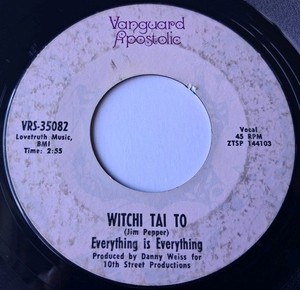 Vanguard
Apostolic
VRS-35082
Lovetruth Music,
BMI
Time: 2:55
Vocal
45 RPM
ZTSP 144103
WITCHI TAI TO
(Jim Pepper)
Everything is Everything
Produced by Danny Weiss for
10th Street Productions